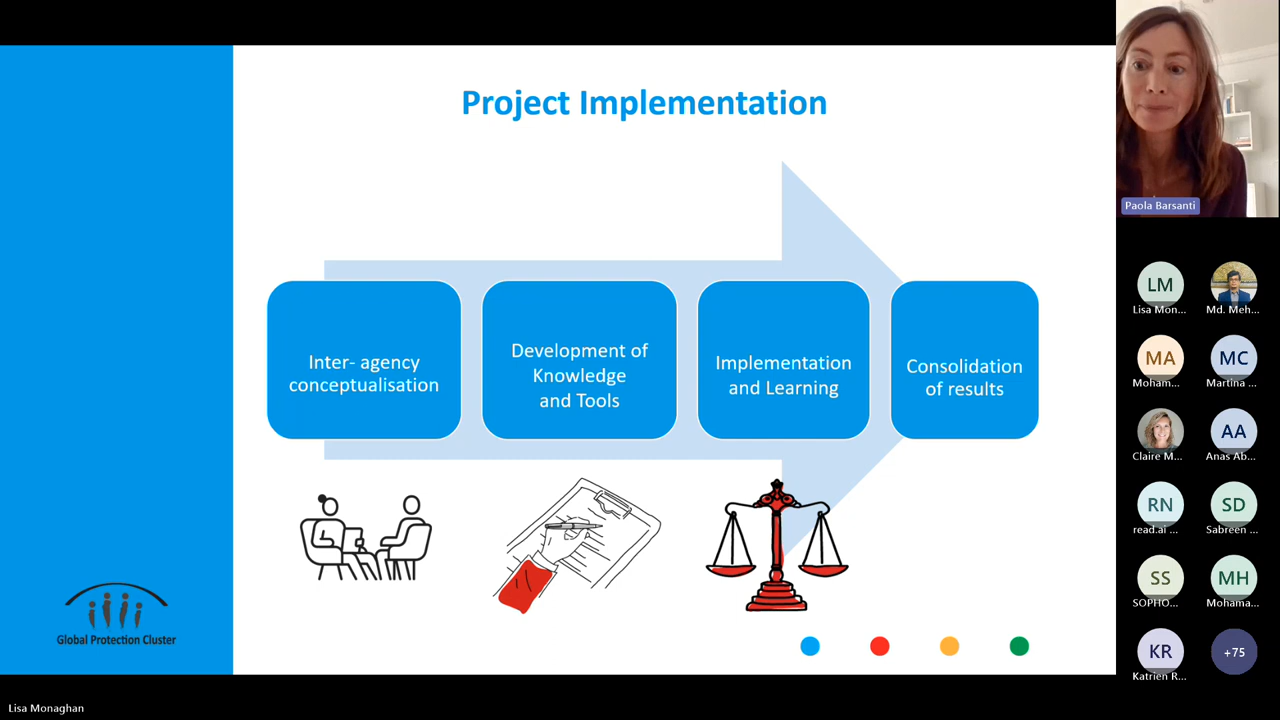 Project Implementation
Inter- agency
conceptualisation
Development of
Knowledge
and Tools
Implementation
and Learning
Consolidation
of results
Global Protection Cluster
Paola Barsanti
LM
Lisa Mon...
Md. Meh...
MA
Moham...
MC
Martina ...
Claire M...
AA
Anas Ab...
RN
read.ai ...
SD
Sabreen ...
SS
SOPHO...
MH
Mohama...
KR
Katrien R...
+75
Lisa Monaghan